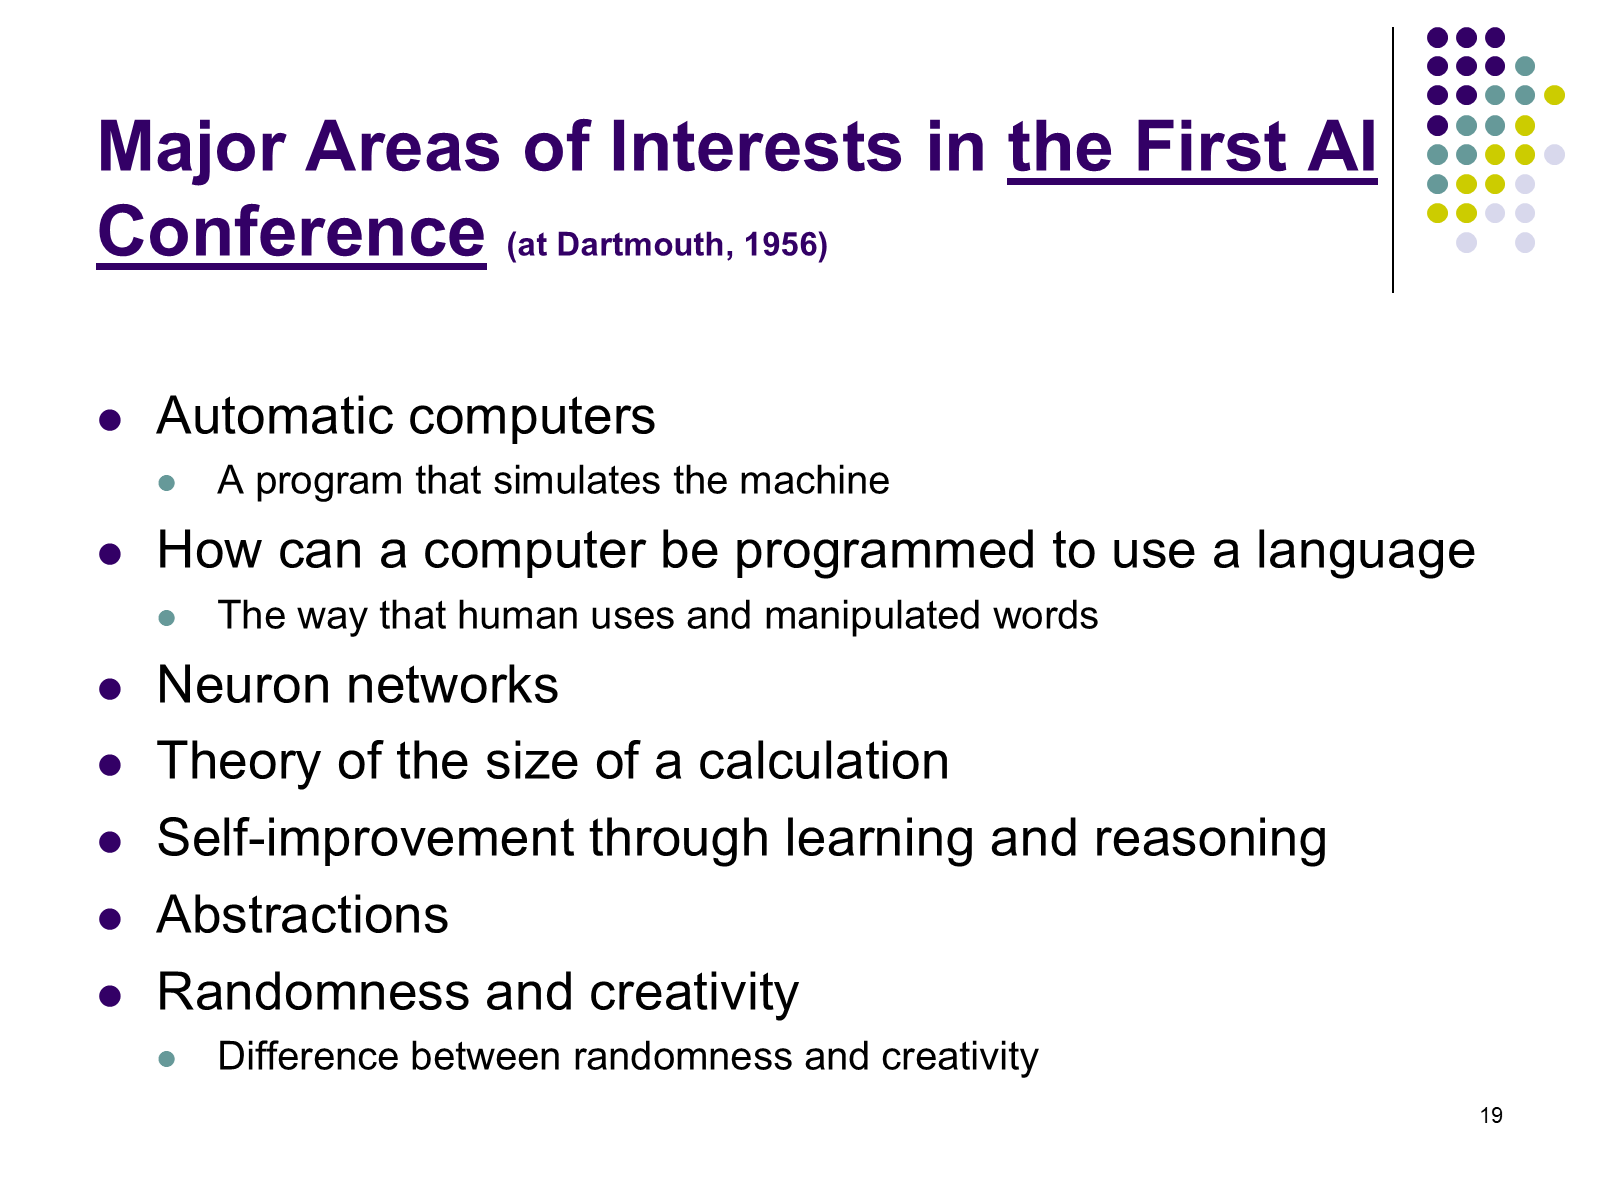 Major Areas of Interests in the First AI
Conference (at Dartmouth, 1956)
Automatic computers
A program that simulates the machine
How can a computer be programmed to use a language
The way that human uses and manipulated words
Neuron networks
Theory of the size of a calculation
Self-improvement through learning and reasoning
Abstractions
Randomness and creativity
Difference between randomness and creativity
19